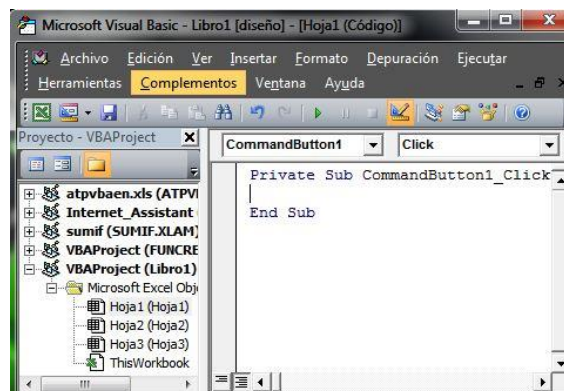 Microsoft Visual Basic - Libro1 [diseño] - [Hoja1 (Código)]
Archivo Edición Ver Insertar Formato Depuración Ejecutar
Herramientas Complementos Ventana Ayuda
Proyecto - VBAProject
CommandButton1 Click
Private Sub CommandButton1_Click
End Sub
atpvbaen.xls (ATPVI
Internet_Assistant (
sumif (SUMIF.XLAM)
VBAProject (FUNCRE
VBAProject (Libro1)
Microsoft Excel Obj
Hoja1 (Hoja1)
Hoja2 (Hoja2)
Hoja3 (Hoja3)
ThisWorkbook